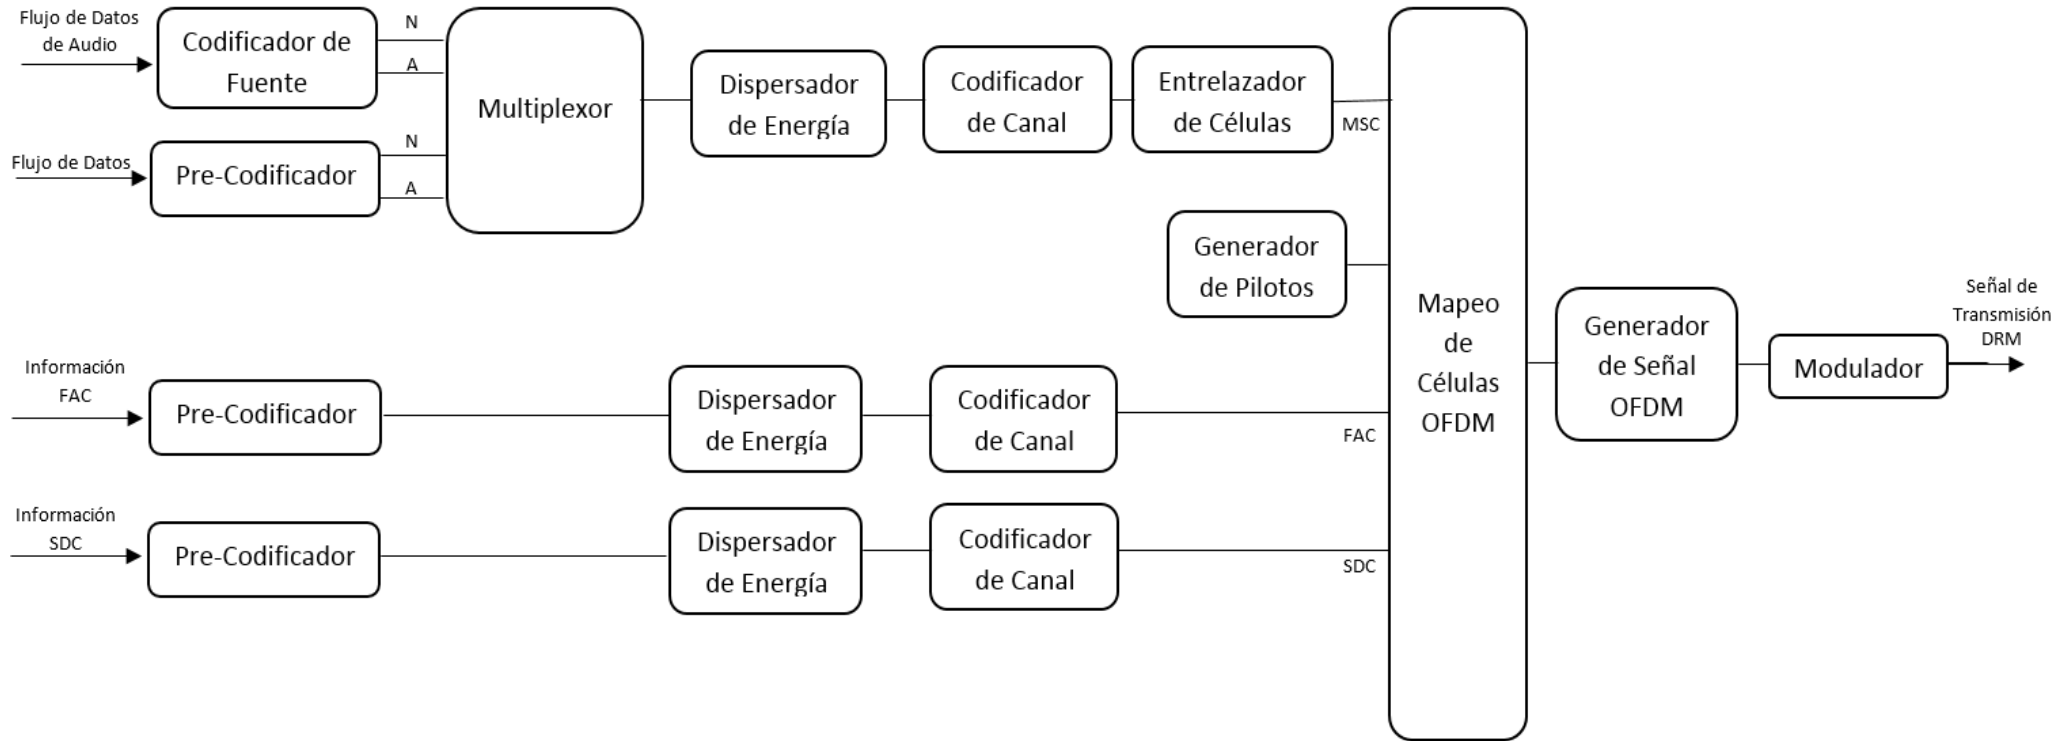 Flujo de Datos
de Audio
Codificador de
Fuente
N
A
Flujo de Datos
Pre-Codificador
N
A
Multiplexor
Dispersador
de Energía
Codificador
de Canal
Entrelazador
de Células
MSC
Generador
de Pilotos
Información
FAC
Pre-Codificador
Dispersador
de Energía
Codificador
de Canal
FAC
Información
SDC
Pre-Codificador
Dispersador
de Energía
Codificador
de Canal
SDC
Mapeo
de
Células
OFDM
Generador
de Señal
OFDM
Modulador
Señal de
Transmisión
DRM